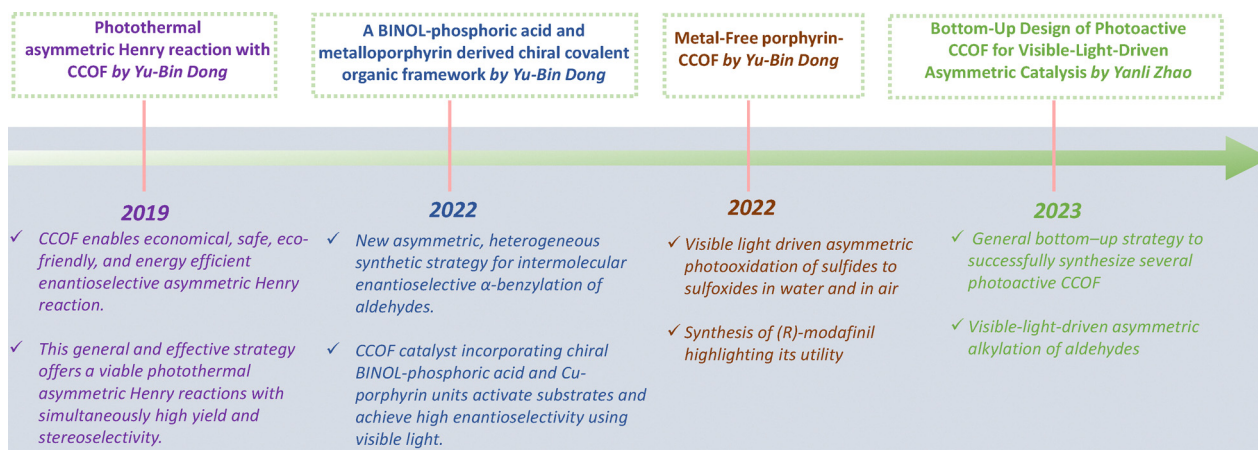 Photothermal
asymmetric Henry reaction with
CCOF by Yu-Bin Dong
A BINOL-phosphoric acid and
metalloporphyrin derived chiral covalent
organic framework by Yu-Bin Dong
Metal-Free porphyrin-
CCOF by Yu-Bin Dong
Bottom-Up Design of Photoactive
CCOF for Visible-Light-Driven
Asymmetric Catalysis by Yanli Zhao
2019
✓ CCOF enables economical, safe, eco-
friendly, and energy efficient
enantioselective asymmetric Henry
reaction.
✓ This general and effective strategy
offers a viable photothermal
asymmetric Henry reactions with
simultaneously high yield and
stereoselectivity.
2022
✓ New asymmetric, heterogeneous
synthetic strategy for intermolecular
enantioselective α-benzylation of
aldehydes.
✓ CCOF catalyst incorporating chiral
BINOL-phosphoric acid and Cu-
porphyrin units activate substrates and
achieve high enantioselectivity using
visible light.
2022
✓ Visible light driven asymmetric
photooxidation of sulfides to
sulfoxides in water and in air
✓ Synthesis of (R)-modafinil
highlighting its utility
2023
✓ General bottom–up strategy to
successfully synthesize several
photoactive CCOF
✓ Visible-light-driven asymmetric
alkylation of aldehydes